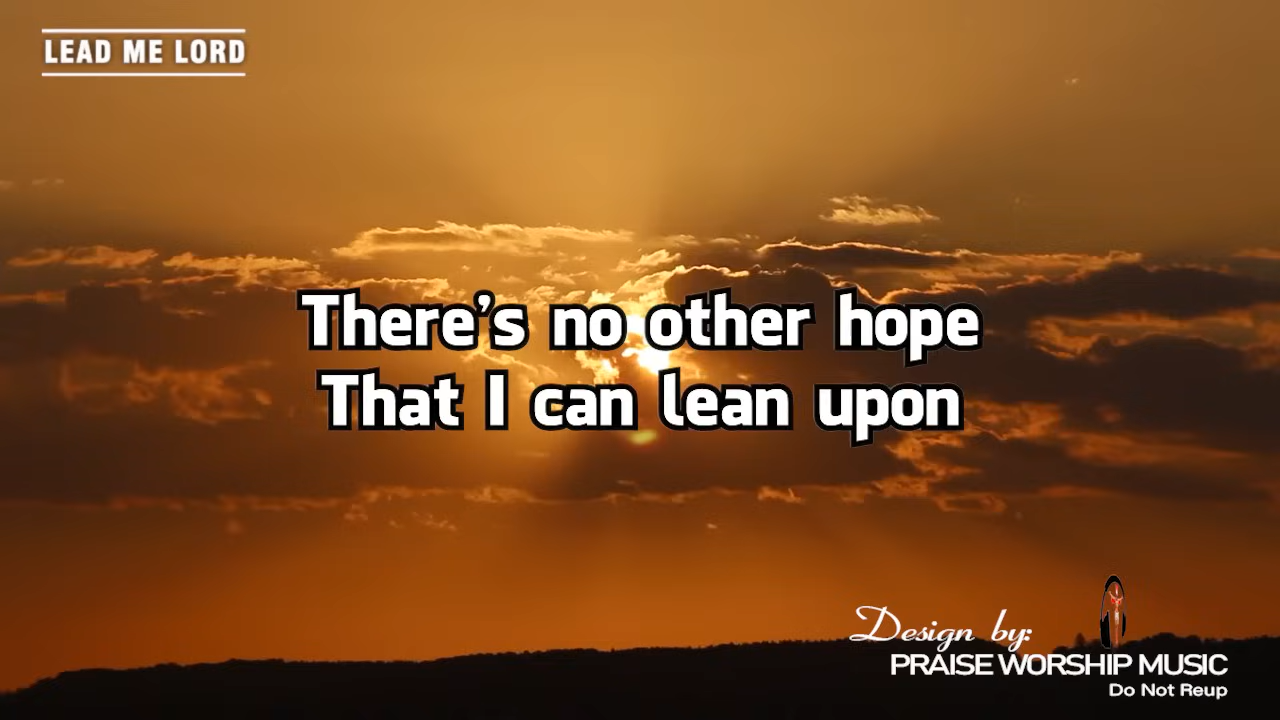 LEAD ME LORD
There's no other hope
That I can lean upon
Design by:
PRAISE WORSHIP MUSIC
Do Not Reup